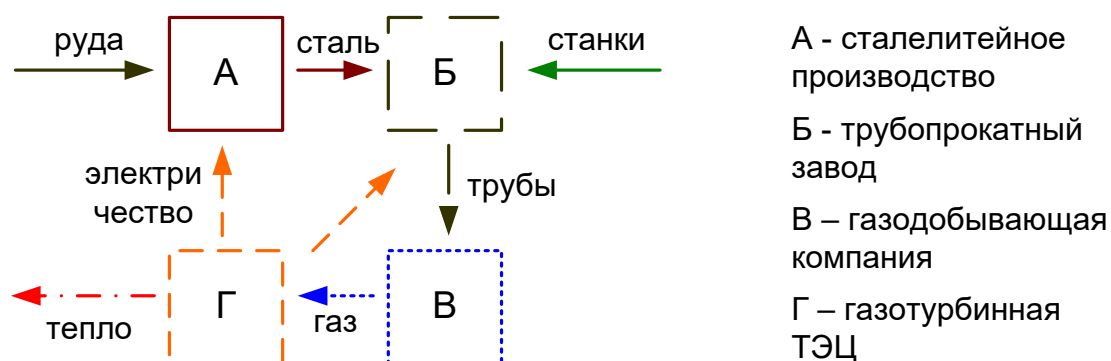 руда
А
сталь
Б
станки
электри
чество
трубы
Г
газ
В
тепло
А - сталелитейное
производство
Б - трубопрокатный
завод
В – газодобывающая
компания
Г – газотурбинная
ТЭЦ